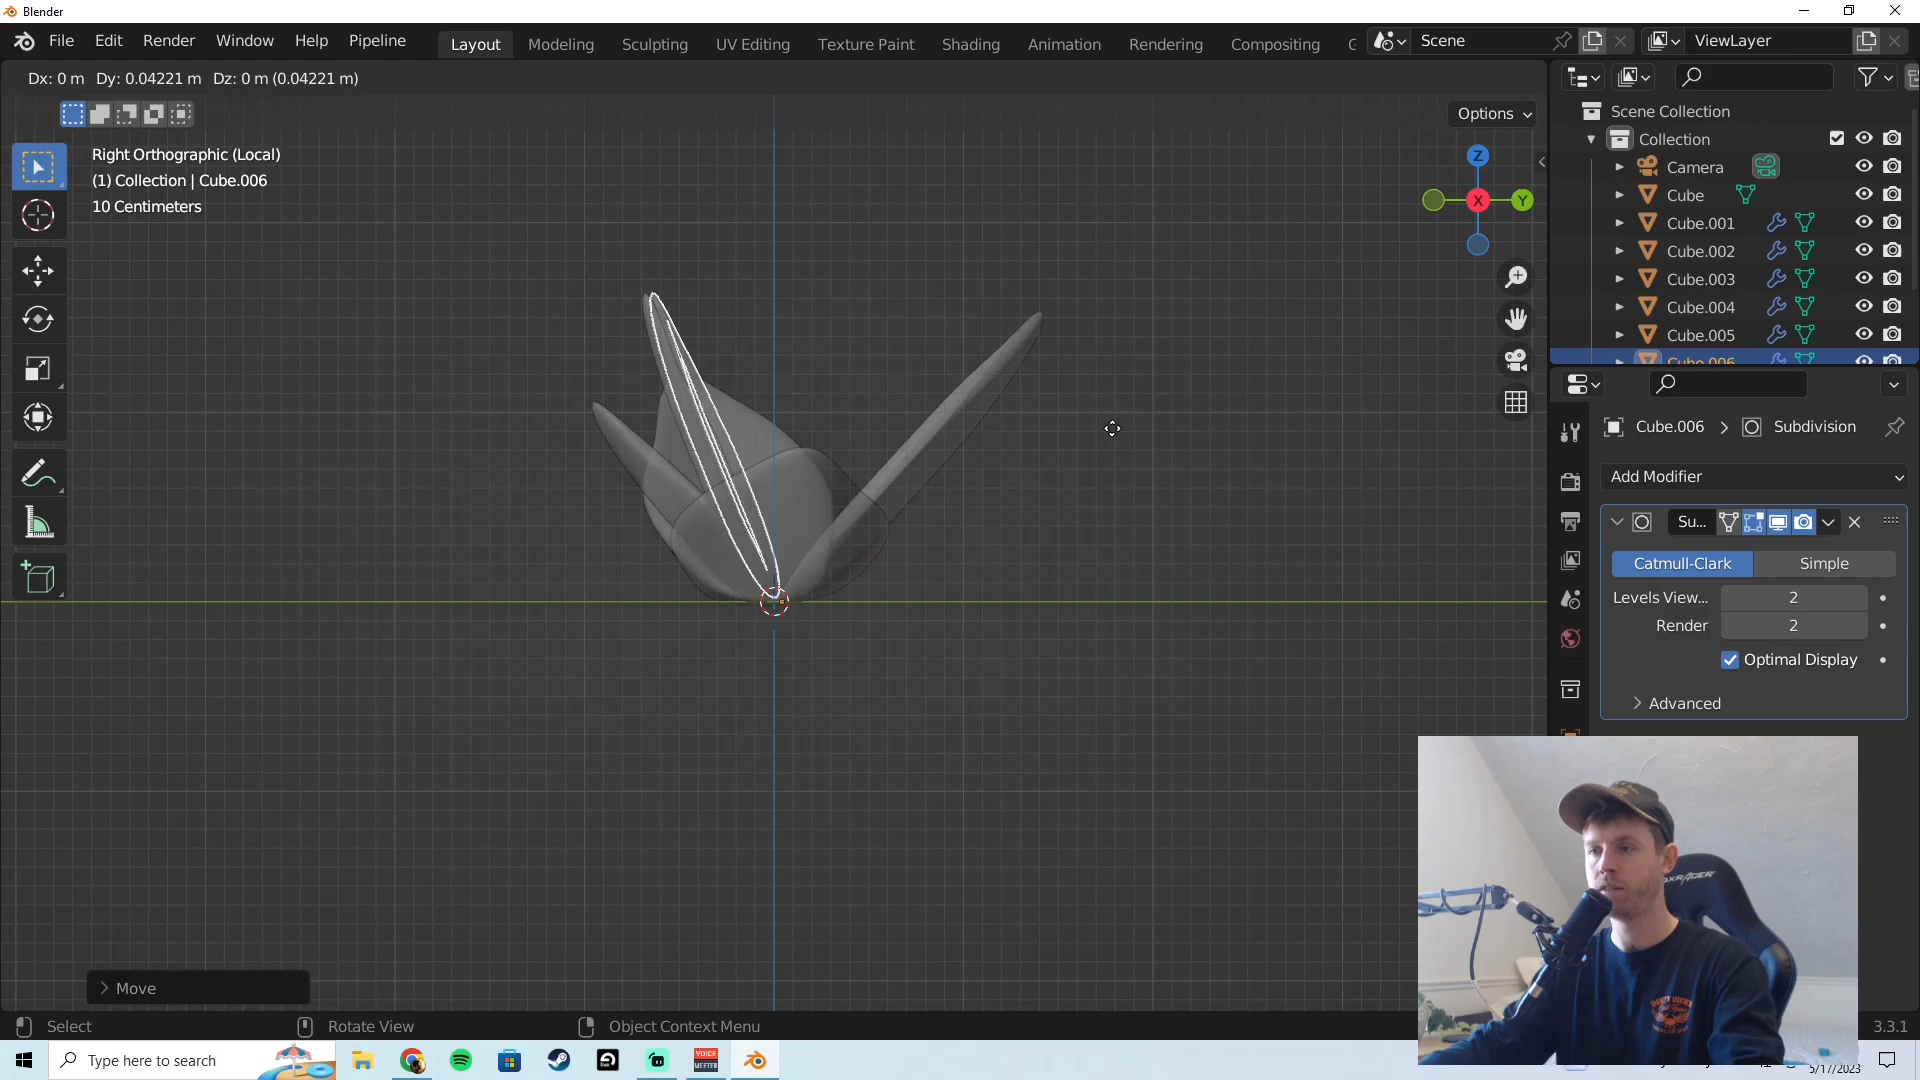 Blender
File Edit Render Window Help Pipeline
Layout Modeling Sculpting UV Editing Texture Paint Shading Animation Rendering Compositing
Scene
ViewLayer
Dx: 0 m Dy: 0.04221 m Dz: 0 m (0.04221 m)
Options
Right Orthographic (Local)
(1) Collection | Cube.006
10 Centimeters
Z
X
Y
Scene Collection
Collection
Camera
Cube
Cube.001
Cube.002
Cube.003
Cube.004
Cube.005
Cube.006
Cube.006 > Subdivision
Add Modifier
Su...
Catmull-Clark Simple
Levels View... 2
Render 2
Optimal Display
Advanced
Move
Select Rotate View Object Context Menu
3.3.1
Type here to search
VOICE
MEETER
5/17/2023